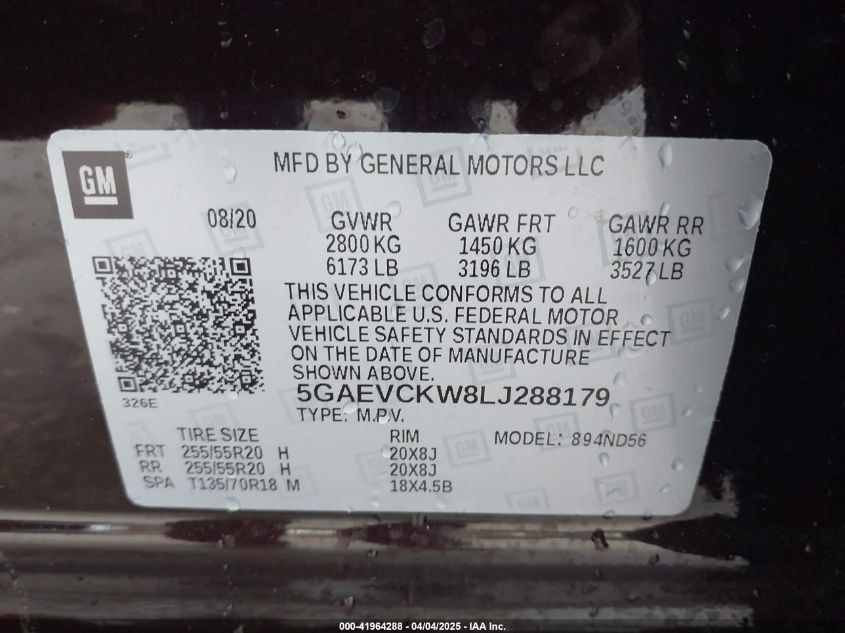 GM
MFD BY GENERAL MOTORS LLC
08/20 GVWR GAWR FRT GAWR RR
2800 KG 1450 KG 1600 KG
6173 LB 3196 LB 3527 LB
THIS VEHICLE CONFORMS TO ALL
APPLICABLE U.S. FEDERAL MOTOR
VEHICLE SAFETY STANDARDS IN EFFECT
ON THE DATE OF MANUFACTURE
SHOWN ABOVE.
326E
5GAEVCKW8LJ288179
TYPE: M.P.V.
TIRE SIZE RIM MODEL: 894ND56
FRT 255/55R20 H 20X8J
RR 255/55R20 H 20X8J
SPA T135/70R18 M 18X4.5B
000-41964288 - 04/04/2025 - IAA Inc.